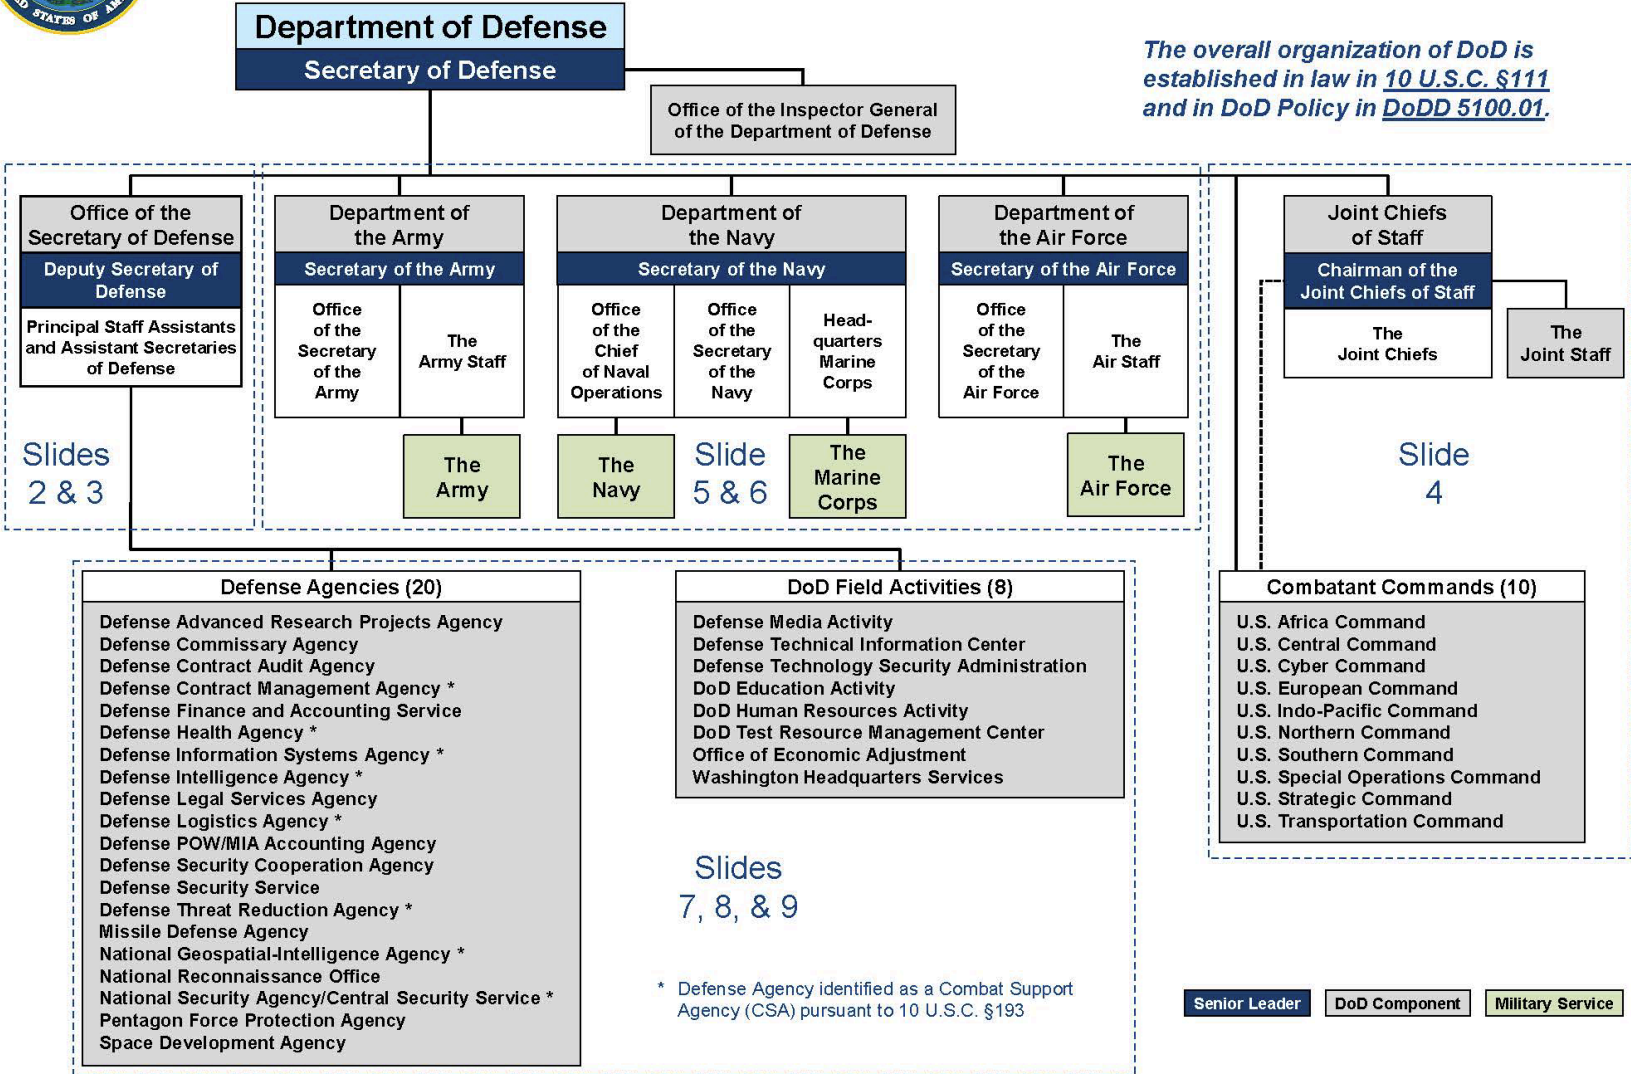 D STATES OF AM
Department of Defense
Secretary of Defense
The overall organization of DoD is
established in law in 10 U.S.C. §111
and in DoD Policy in DoDD 5100.01.
Office of the Inspector General
of the Department of Defense
Office of the
Secretary of Defense
Deputy Secretary of
Defense
Principal Staff Assistants
and Assistant Secretaries
of Defense
Slides
2 & 3
Department of
the Army
Secretary of the Army
Office
of the
Secretary
of the
Army
The
Army Staff
The
Army
Department of
the Navy
Secretary of the Navy
Office
of the
Chief
of Naval
Operations
Office
of the
Secretary
of the
Navy
Head-
quarters
Marine
Corps
The
Navy
Slide
5 & 6
The
Marine
Corps
Department of
the Air Force
Secretary of the Air Force
Office
of the
Secretary
of the
Air Force
The
Air Staff
The
Air Force
Joint Chiefs
of Staff
Chairman of the
Joint Chiefs of Staff
The
Joint Chiefs
The
Joint Staff
Slide
4
Defense Agencies (20)
Defense Advanced Research Projects Agency
Defense Commissary Agency
Defense Contract Audit Agency
Defense Contract Management Agency *
Defense Finance and Accounting Service
Defense Health Agency *
Defense Information Systems Agency *
Defense Intelligence Agency *
Defense Legal Services Agency
Defense Logistics Agency *
Defense POW/MIA Accounting Agency
Defense Security Cooperation Agency
Defense Security Service
Defense Threat Reduction Agency *
Missile Defense Agency
National Geospatial-Intelligence Agency *
National Reconnaissance Office
National Security Agency/Central Security Service *
Pentagon Force Protection Agency
Space Development Agency
DoD Field Activities (8)
Defense Media Activity
Defense Technical Information Center
Defense Technology Security Administration
DoD Education Activity
DoD Human Resources Activity
DoD Test Resource Management Center
Office of Economic Adjustment
Washington Headquarters Services
Slides
7, 8, & 9
* Defense Agency identified as a Combat Support
Agency (CSA) pursuant to 10 U.S.C. §193
Combatant Commands (10)
U.S. Africa Command
U.S. Central Command
U.S. Cyber Command
U.S. European Command
U.S. Indo-Pacific Command
U.S. Northern Command
U.S. Southern Command
U.S. Special Operations Command
U.S. Strategic Command
U.S. Transportation Command
Senior Leader
DoD Component
Military Service